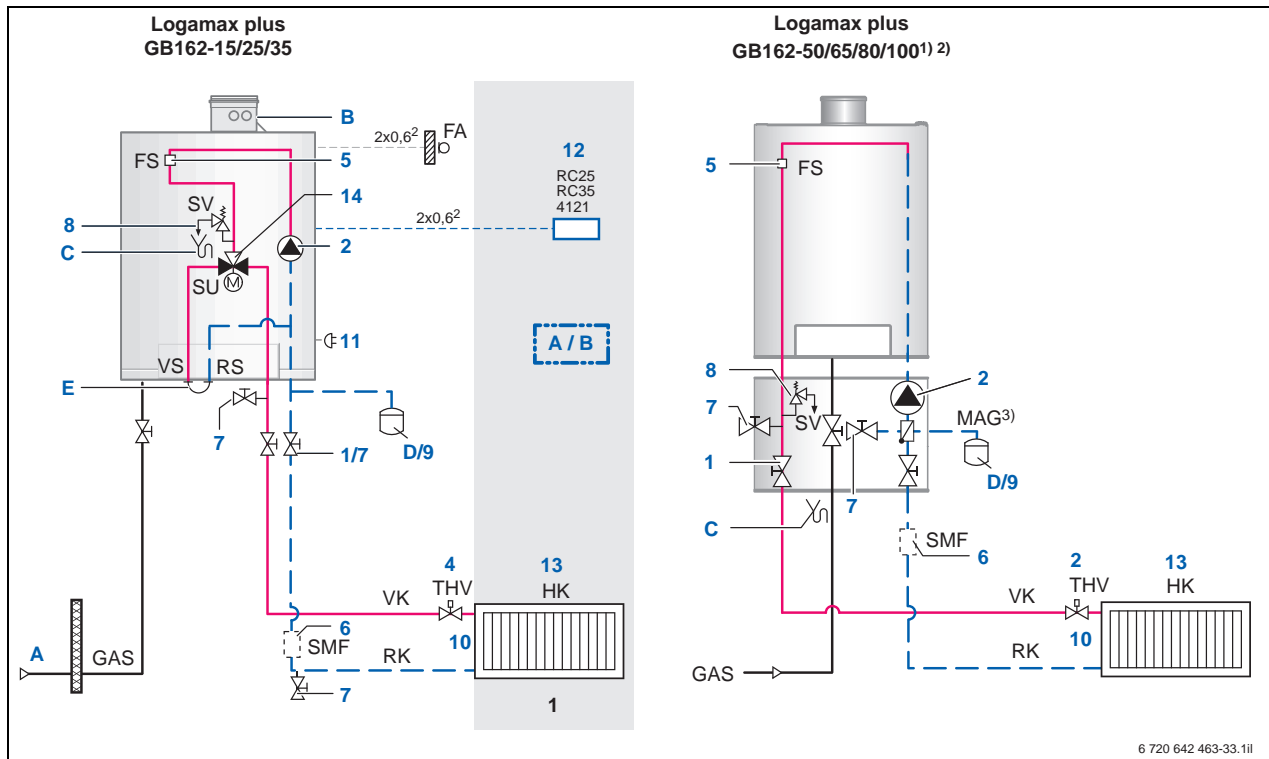 Logamax plus
GB162-15/25/35
B
FA
2x0,6²
FS
5
12
RC25
RC35
4121
14
SV
8
2x0,6²
C
2
SU
M
11
A / B
VS
RS
E
7
D/9
1/7
4
THV
13
HK
VK
6
SMF
10
RK
A
GAS
7
1
Logamax plus
GB162-50/65/80/100¹⁾ ²⁾
5
FS
8
2
7
SV
MAG³⁾
1
D/9
7
C
SMF
6
2
THV
13
HK
VK
10
RK
GAS
6 720 642 463-33.1il